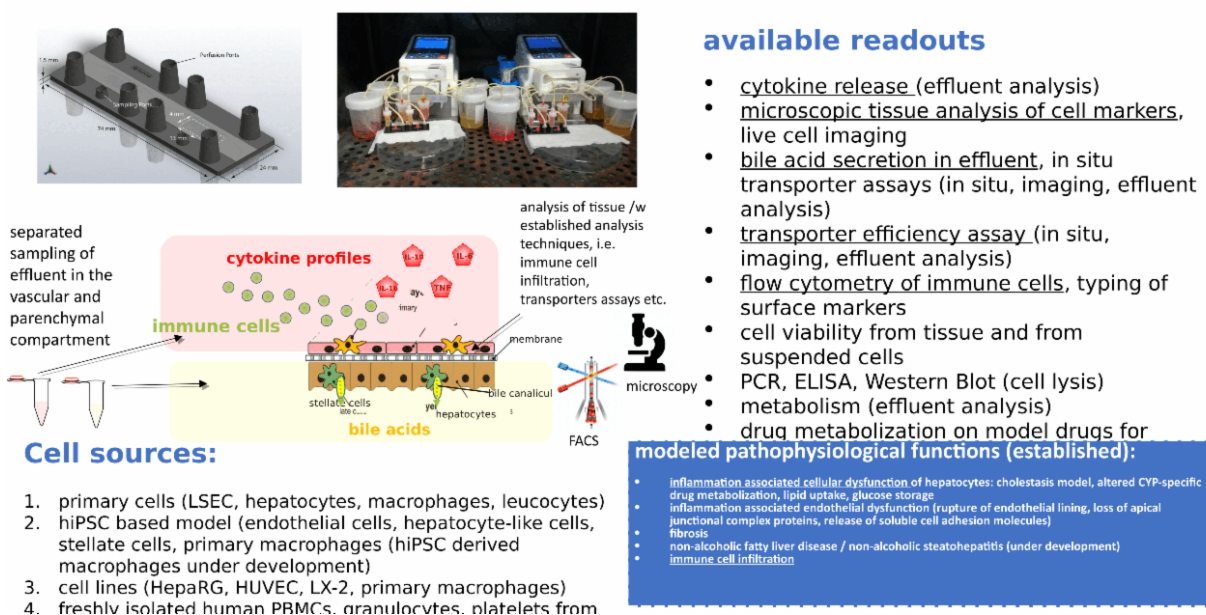 Perfusion Ports
1,5 mm
Sampling Ports
4 mm
74 mm
24 mm
separated
sampling of
effluent in the
vascular and
parenchymal
compartment
cytokine profiles
IL-10
IL-6
TNF
immune cells
analysis of tissue /w
established analysis
techniques, i.e.
immune cell
infiltration,
transporters assays etc.
membrane
bile canalicul
stellate cells
hepatocytes
bile acids
FACS
microscopy
available readouts
• cytokine release (effluent analysis)
• microscopic tissue analysis of cell markers,
live cell imaging
• bile acid secretion in effluent, in situ
transporter assays (in situ, imaging, effluent
analysis)
• transporter efficiency assay (in situ,
imaging, effluent analysis)
• flow cytometry of immune cells, typing of
surface markers
• cell viability from tissue and from
suspended cells
• PCR, ELISA, Western Blot (cell lysis)
• metabolism (effluent analysis)
• drug metabolization on model drugs for
Cell sources:
1. primary cells (LSEC, hepatocytes, macrophages, leucocytes)
2. hiPSC based model (endothelial cells, hepatocyte-like cells,
stellate cells, primary macrophages (hiPSC derived
macrophages under development)
3. cell lines (HepaRG, HUVEC, LX-2, primary macrophages)
4. freshly isolated human PBMCs, granulocytes, platelets from
modeled pathophysiological functions (established):
• inflammation associated cellular dysfunction of hepatocytes: cholestasis model, altered CYP-specific
drug metabolization, lipid uptake, glucose storage
• inflammation associated endothelial dysfunction (rupture of endothelial lining, loss of apical
junctional complex proteins, release of soluble cell adhesion molecules)
• fibrosis
• non-alcoholic fatty liver disease / non-alcoholic steatohepatitis (under development)
• immune cell infiltration